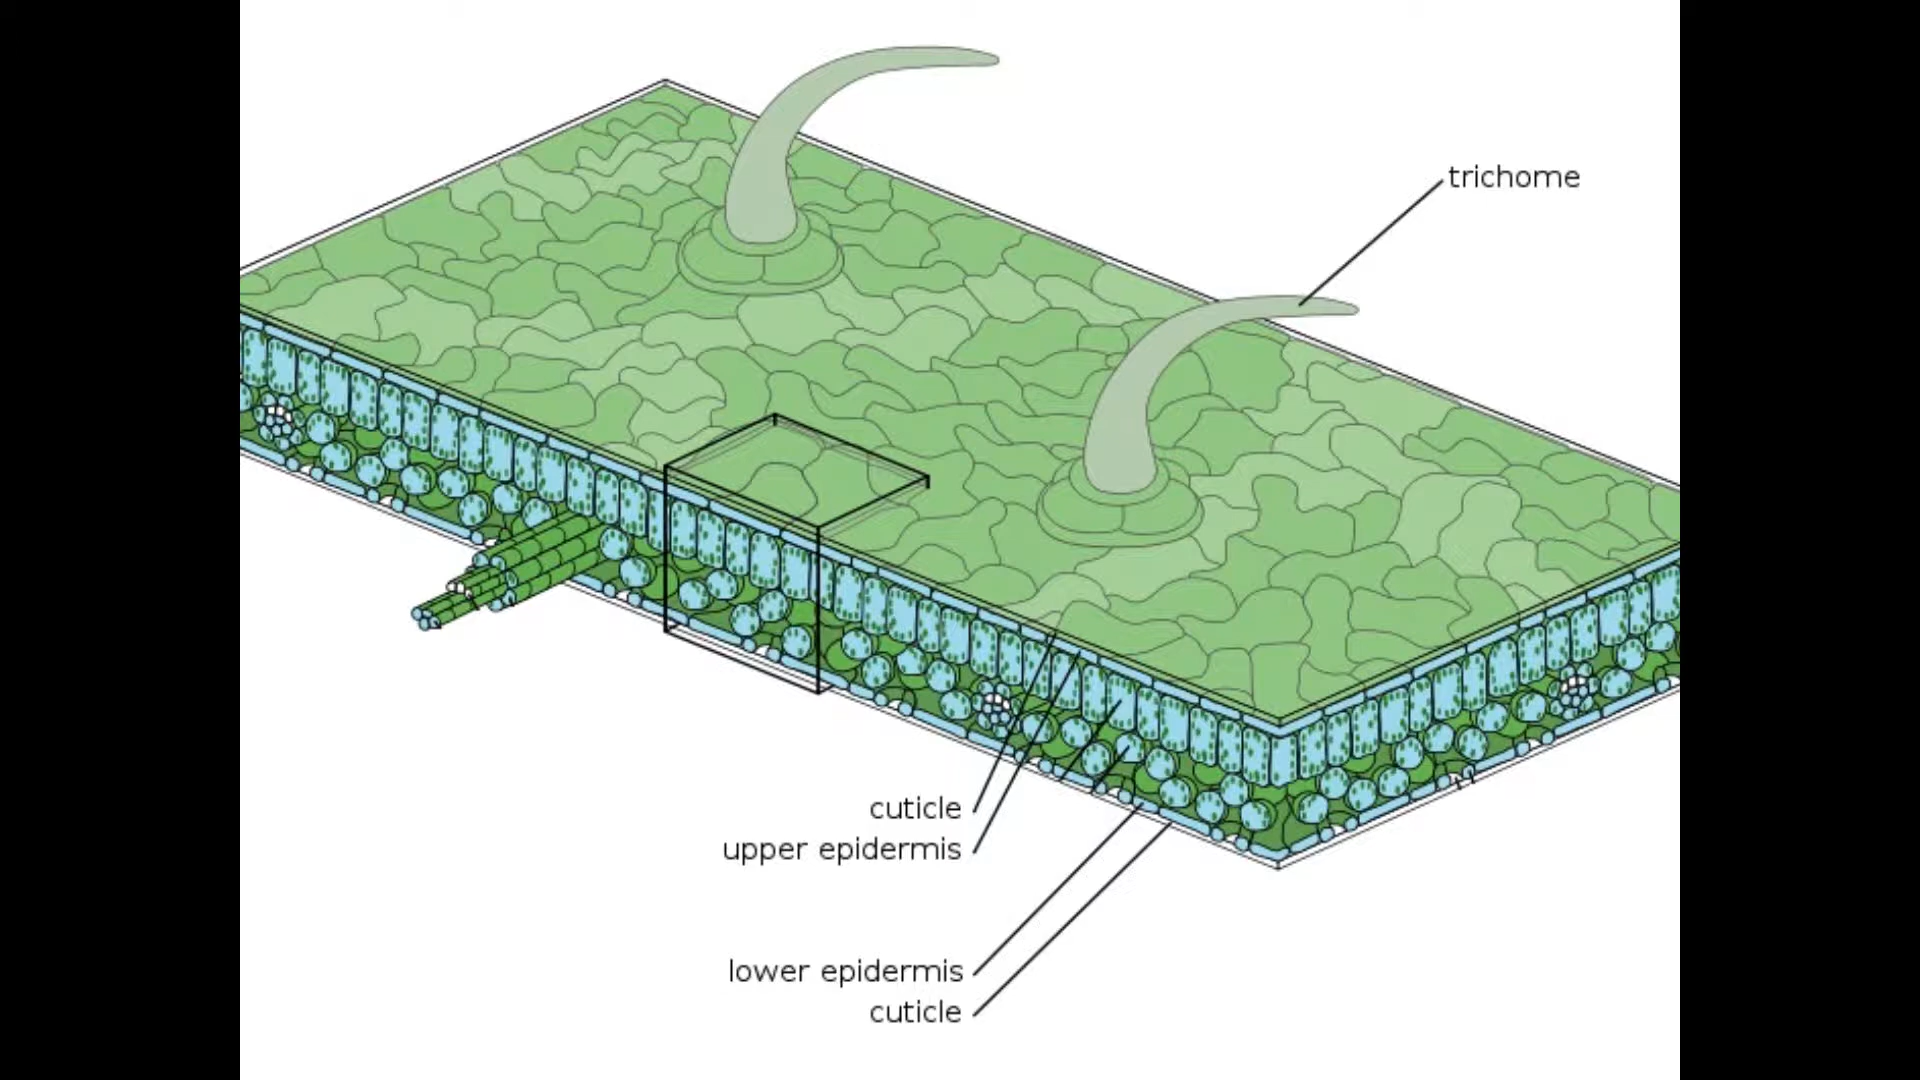 trichome
cuticle
upper epidermis
lower epidermis
cuticle